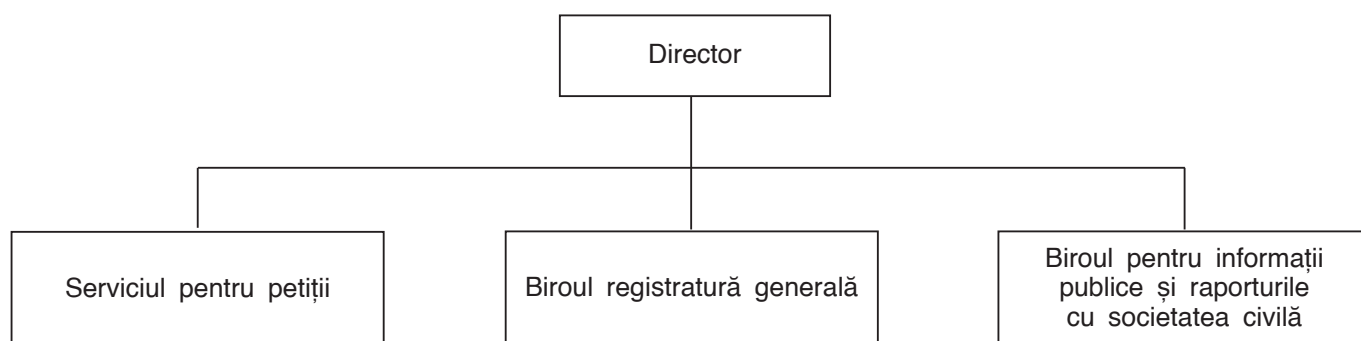 Director
Serviciul pentru petiții
Biroul registratură generală
Biroul pentru informații
publice și raporturile
cu societatea civilă